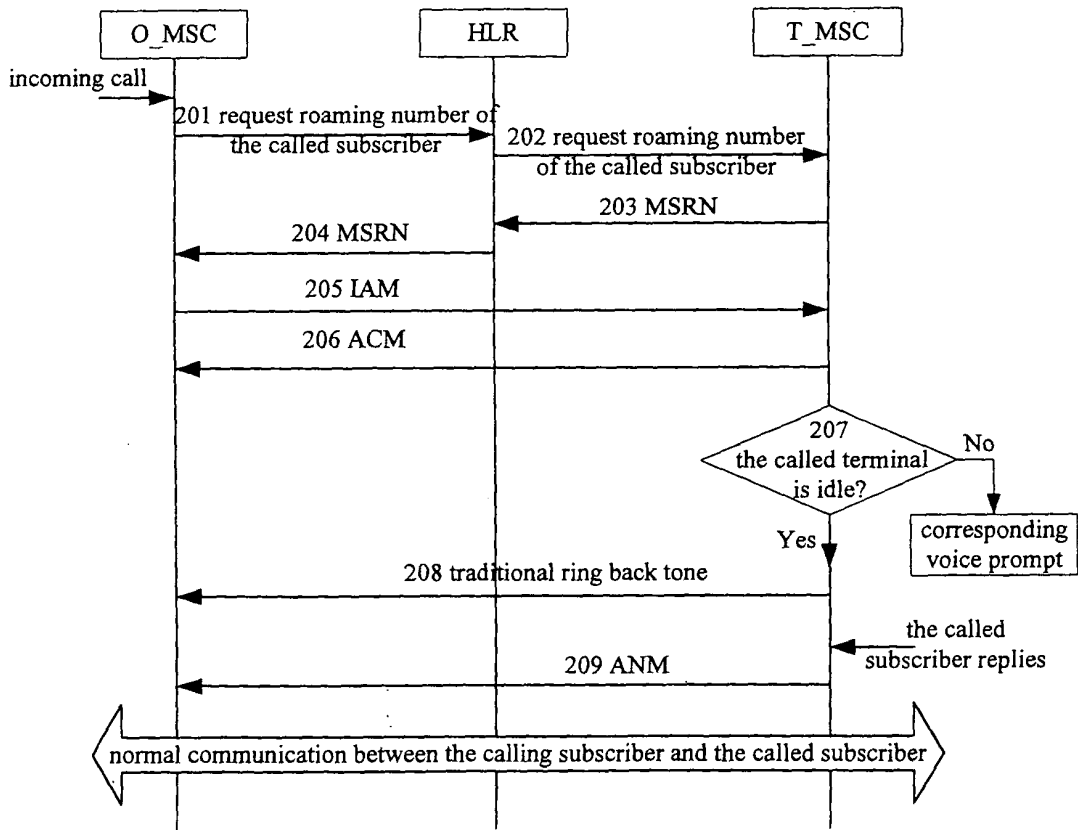 O_MSC
HLR
T_MSC
incoming call
201 request roaming number of
the called subscriber
202 request roaming number
of the called subscriber
203 MSRN
204 MSRN
205 IAM
206 ACM
207
the called terminal
is idle?
No
Yes
corresponding
voice prompt
208 traditional ring back tone
the called
subscriber replies
209 ANM
normal communication between the calling subscriber and the called subscriber